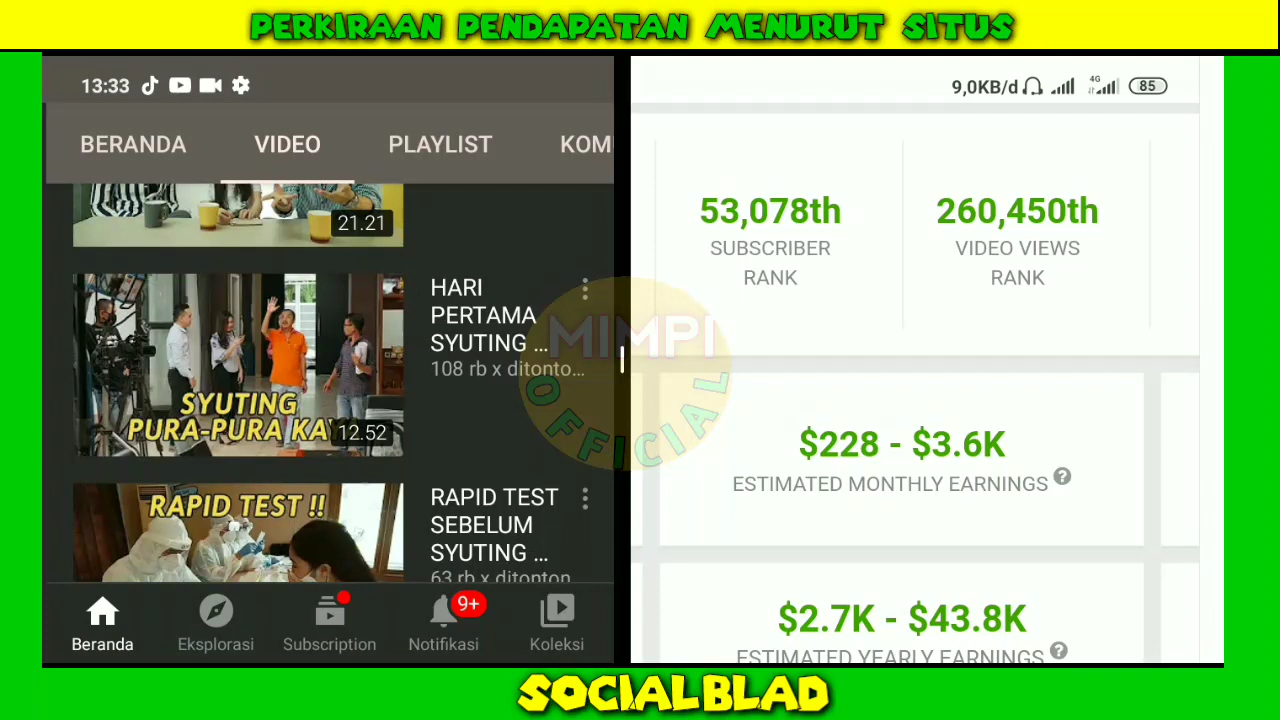 PERKIRAAN PENDAPATAN MENURUT SITUS
13:33
9,0KB/d
4G
85
BERANDA
VIDEO
PLAYLIST
KOM
21.21
HARI
PERTAMA
SYUTING ...
108 rb x ditonto...
SYUTING
PURA-PURA KA
12.52
RAPID TEST !!
RAPID TEST
SEBELUM
SYUTING ...
63 rb x ditonton
Beranda
Eksplorasi
Subscription
9+
Notifikasi
Koleksi
MIMPI
OFFICIAL
53,078th
SUBSCRIBER
RANK
260,450th
VIDEO VIEWS
RANK
$228 - $3.6K
ESTIMATED MONTHLY EARNINGS ?
$2.7K - $43.8K
ESTIMATED YEARLY EARNINGS ?
SOCIALBLAD